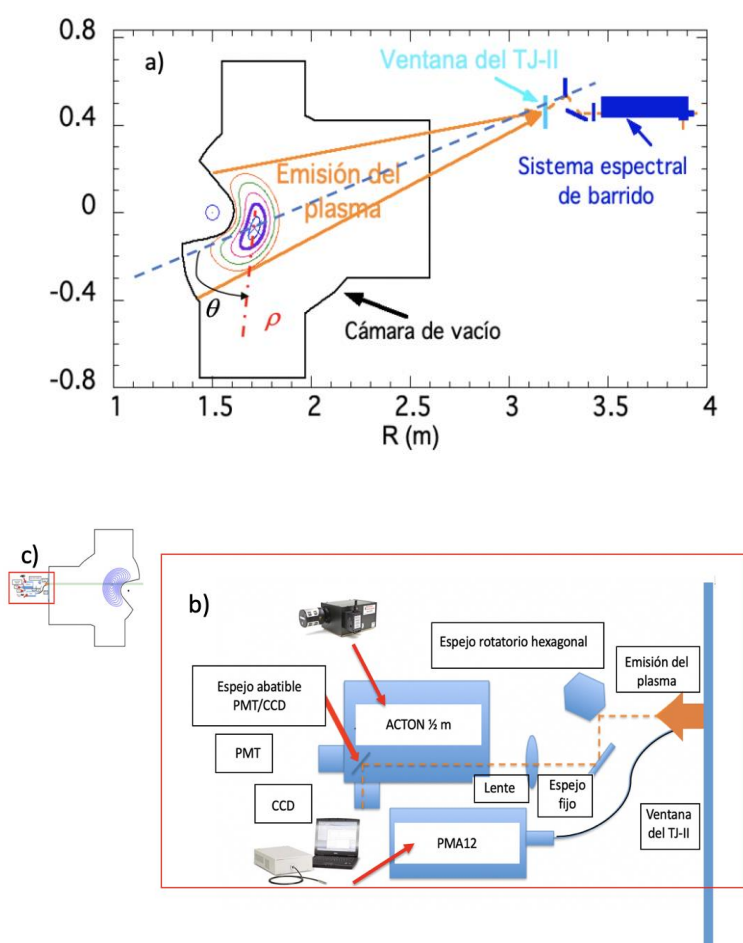 0.8
a)
Ventana del TJ-II
0.4
Emisión del
plasma
Sistema espectral
de barrido
0
-0.4
θ
ρ
Cámara de vacío
-0.8
1 1.5 2 2.5 3 3.5 4
R (m)
c)
b)
Espejo rotatorio hexagonal
Emisión del
plasma
Espejo abatible
PMT/CCD
ACTON ½ m
PMT
Lente
Espejo
fijo
CCD
PMA12
Ventana
del TJ-II